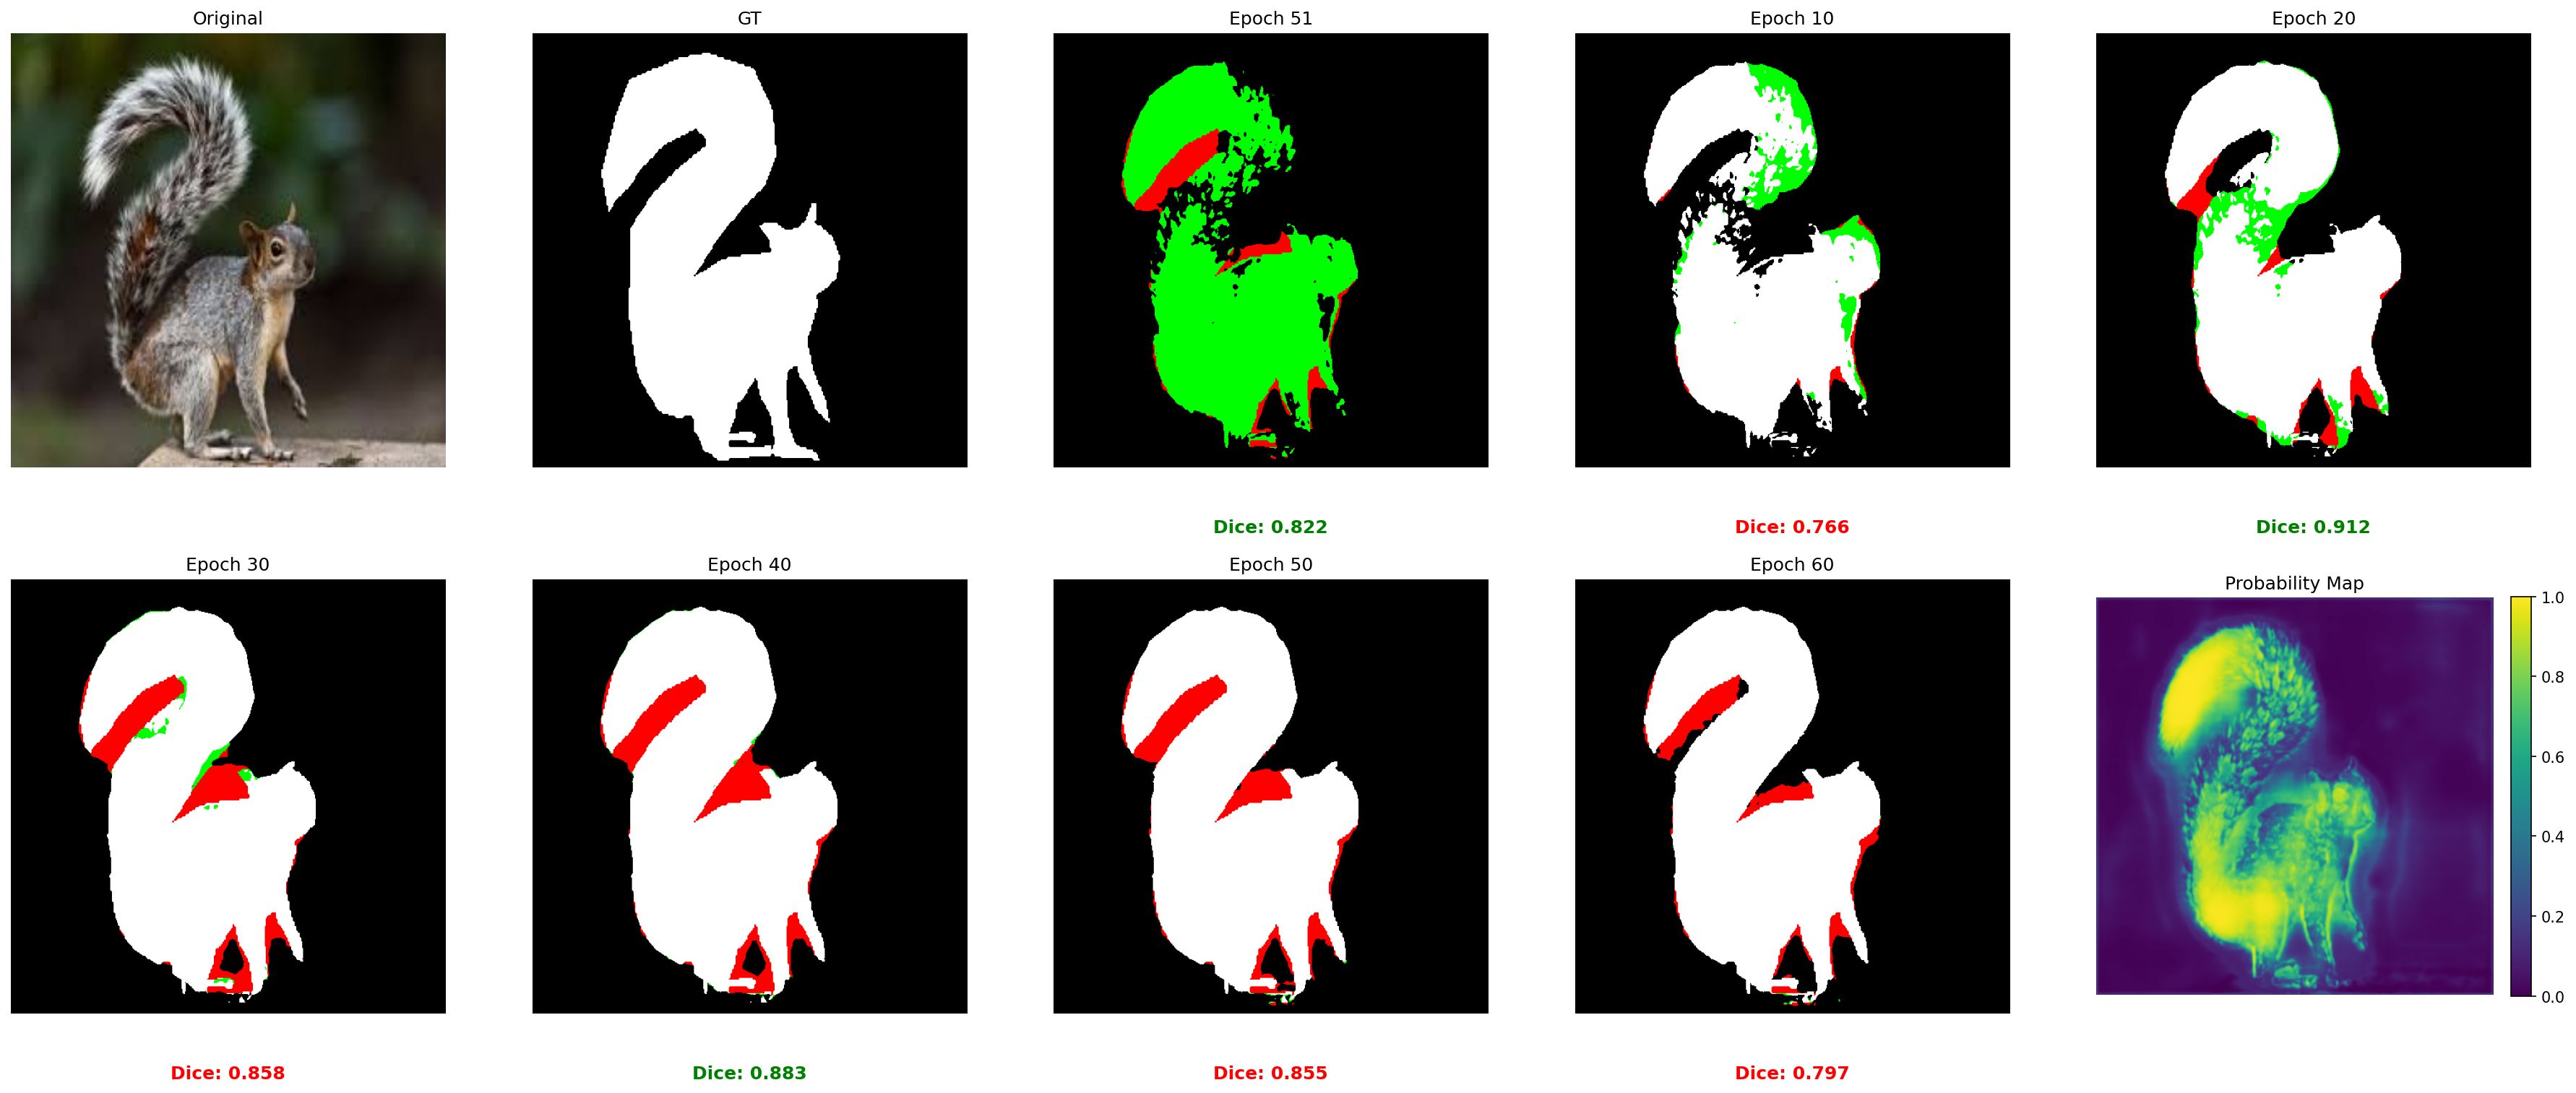 Original
GT
Epoch 51
Epoch 10
Epoch 20
Dice: 0.822
Dice: 0.766
Dice: 0.912
Epoch 30
Epoch 40
Epoch 50
Epoch 60
Probability Map
1.0
0.8
0.6
0.4
0.2
0.0
Dice: 0.858
Dice: 0.883
Dice: 0.855
Dice: 0.797